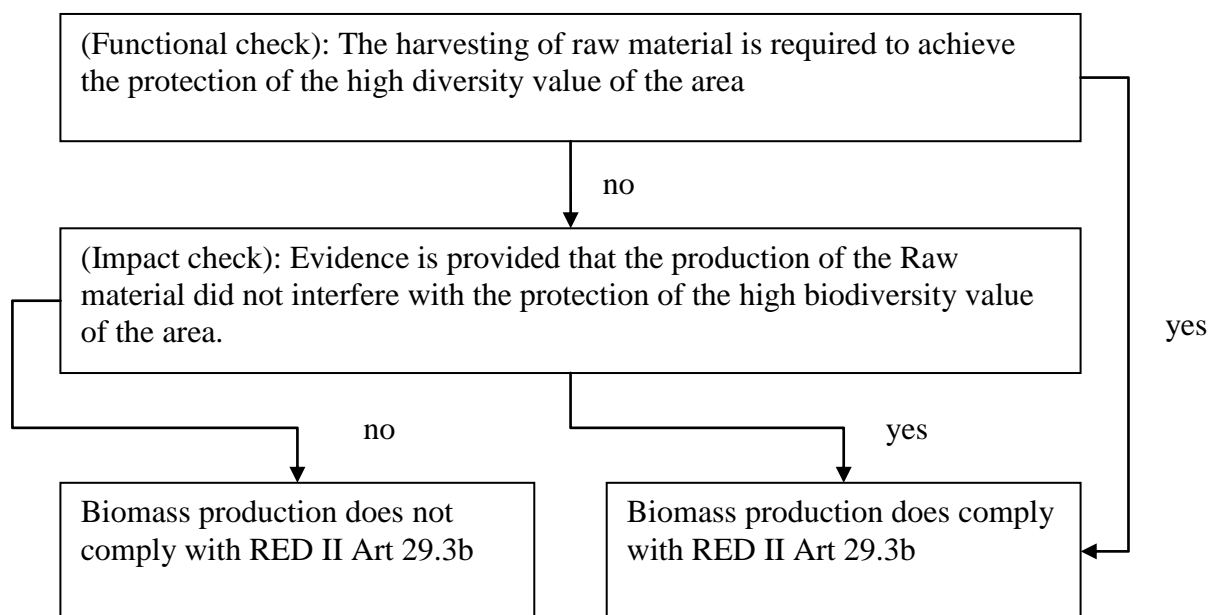 (Functional check): The harvesting of raw material is required to achieve
the protection of the high diversity value of the area
no
(Impact check): Evidence is provided that the production of the Raw
material did not interfere with the protection of the high biodiversity value
of the area.
yes
no
yes
Biomass production does not
comply with RED II Art 29.3b
Biomass production does comply
with RED II Art 29.3b